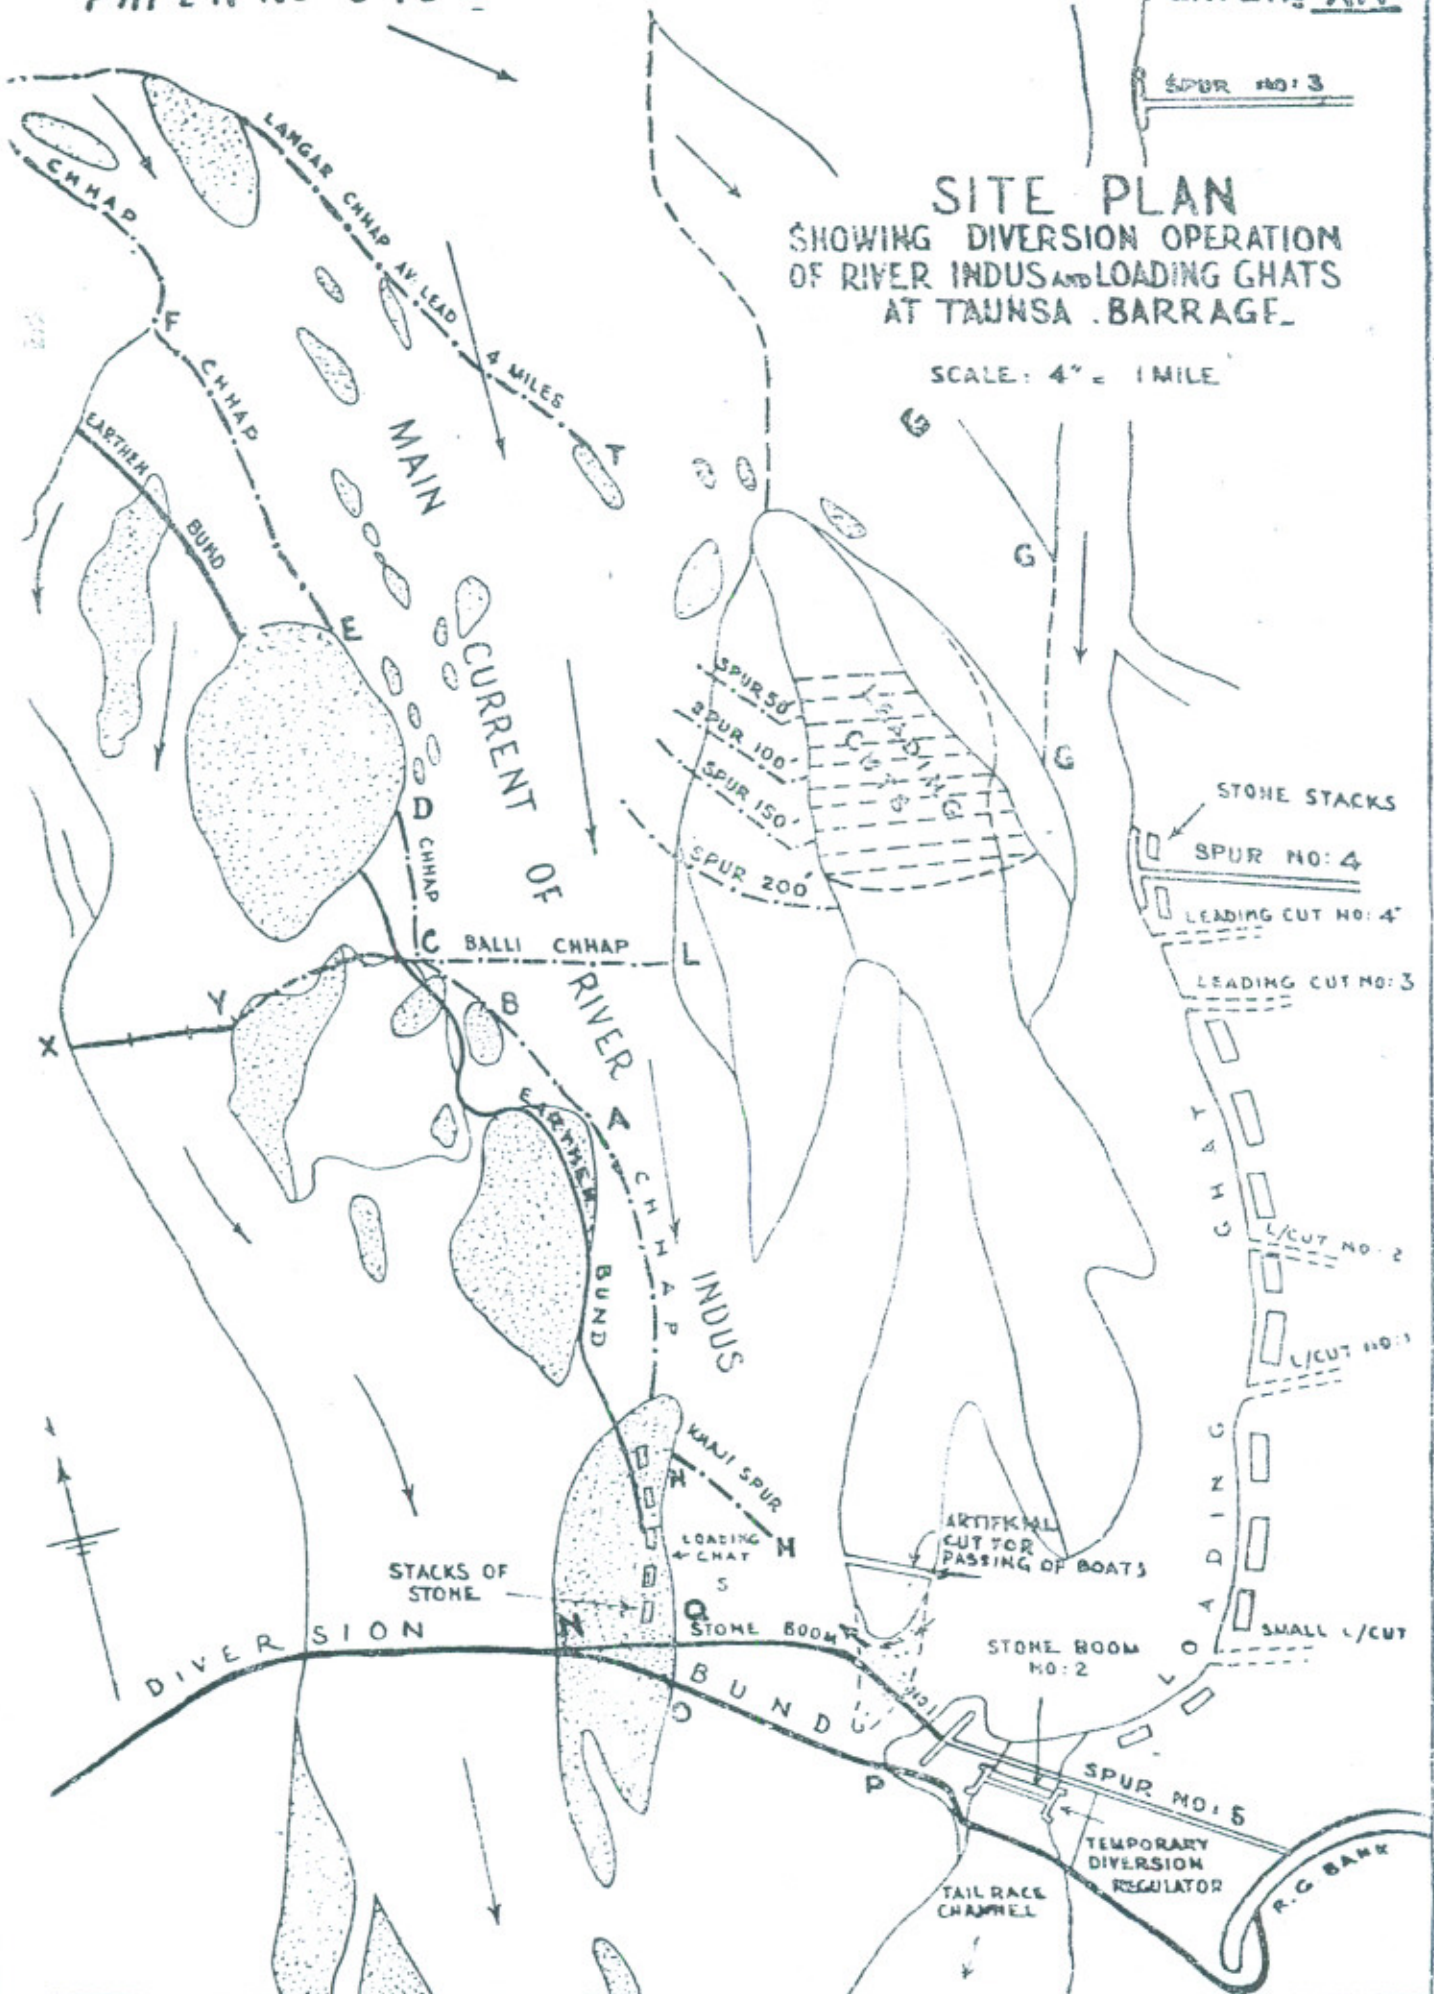 SPUR NO: 3
SITE PLAN
SHOWING DIVERSION OPERATION
OF RIVER INDUS AND LOADING GHATS
AT TAUNSA . BARRAGE_
SCALE: 4" = 1 MILE
LANGAR CHHAP AV. LEAD 4 MILES
CHHAP
F
CHHAP
EARTHEN BUND
MAIN CURRENT OF RIVER INDUS
G
E
SPUR 50'
SPUR 100'
SPUR 150'
SPUR 200'
LEADING
CUTS
G
D
CHHAP
C
BALLI CHHAP
L
STONE STACKS
SPUR NO: 4
LEADING CUT NO: 4
LEADING CUT NO: 3
Y
B
X
EARTHEN BUND
A
CHHAP
L/CUT NO: 2
L/CUT NO: 1
LOADING GHAT
KHAJI SPUR
H
M
LOADING
GHAT
S
STACKS OF
STONE
ARTIFICIAL
CUT FOR
PASSING OF BOATS
DIVERSION BUND
N
Q
STONE BOOM
STONE BOOM
NO: 2
SMALL L/CUT
O
P
SPUR NO: 5
TEMPORARY
DIVERSION
REGULATOR
TAIL RACE
CHANNEL
R.G. BANK